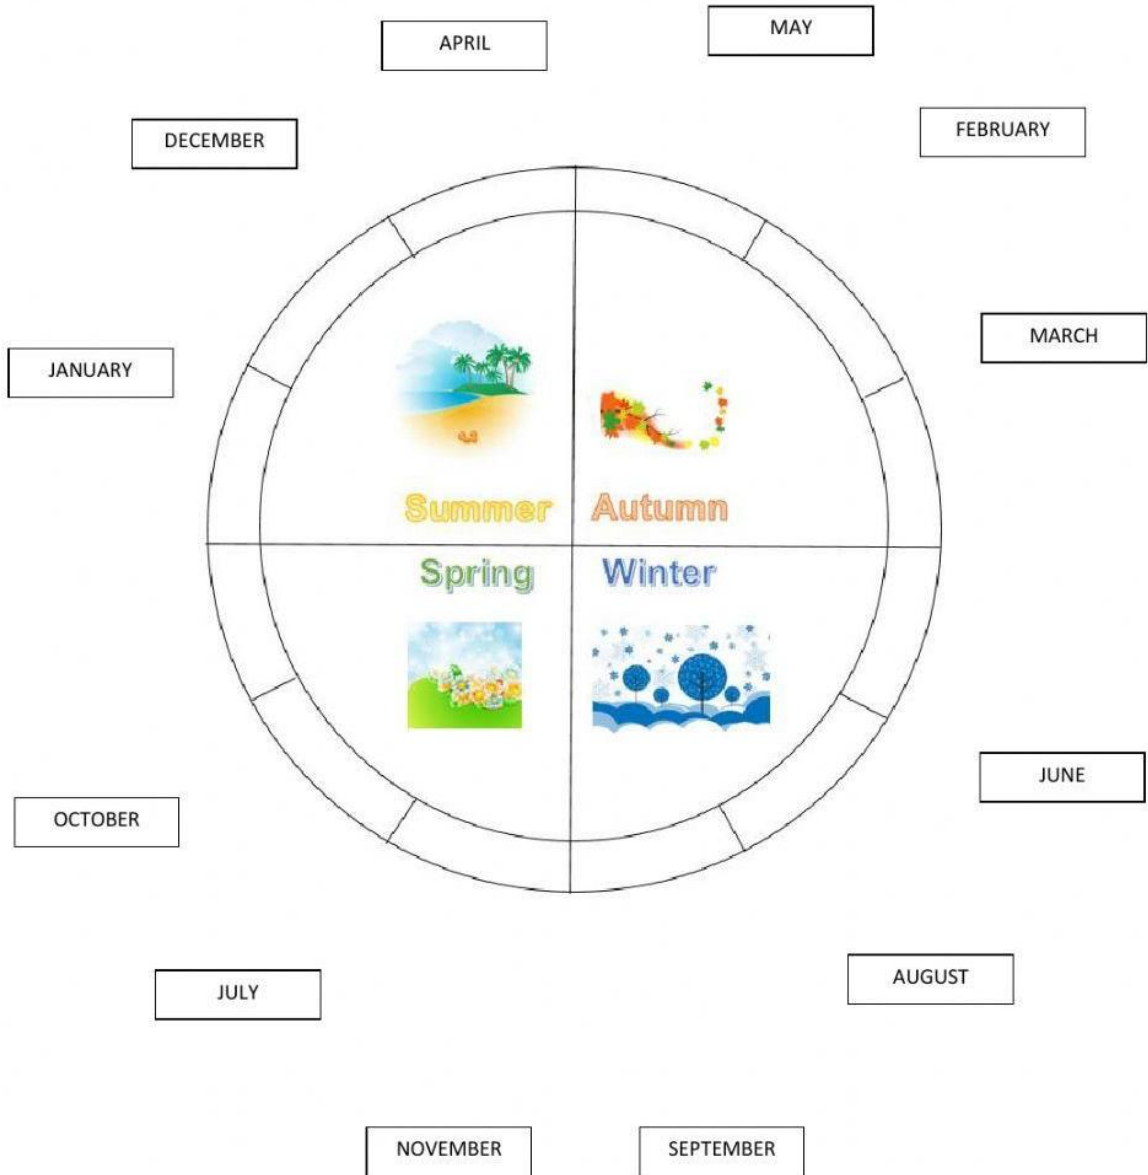 APRIL
MAY
DECEMBER
FEBRUARY
MARCH
JANUARY
Summer
Autumn
Spring
Winter
JUNE
OCTOBER
AUGUST
JULY
NOVEMBER
SEPTEMBER